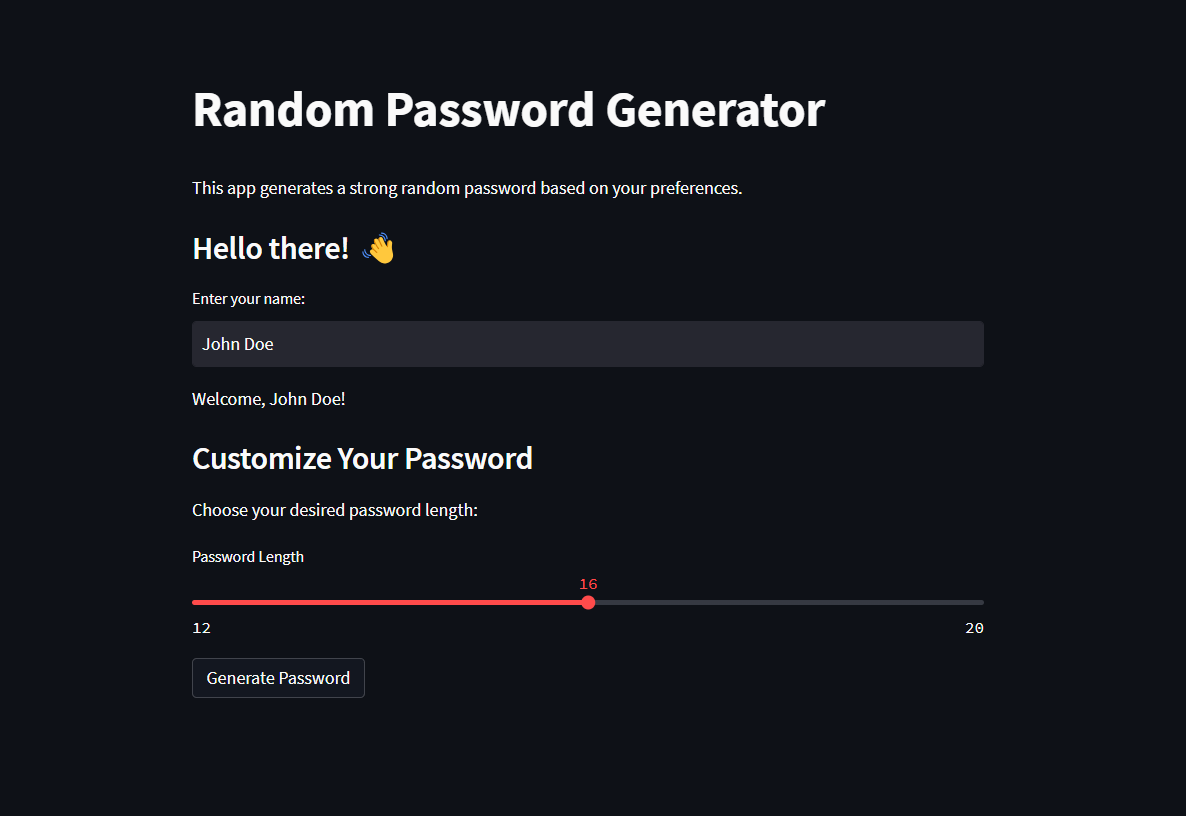 Random Password Generator
This app generates a strong random password based on your preferences.
Hello there! 👋
Enter your name:
John Doe
Welcome, John Doe!
Customize Your Password
Choose your desired password length:
Password Length
16
12 20
Generate Password